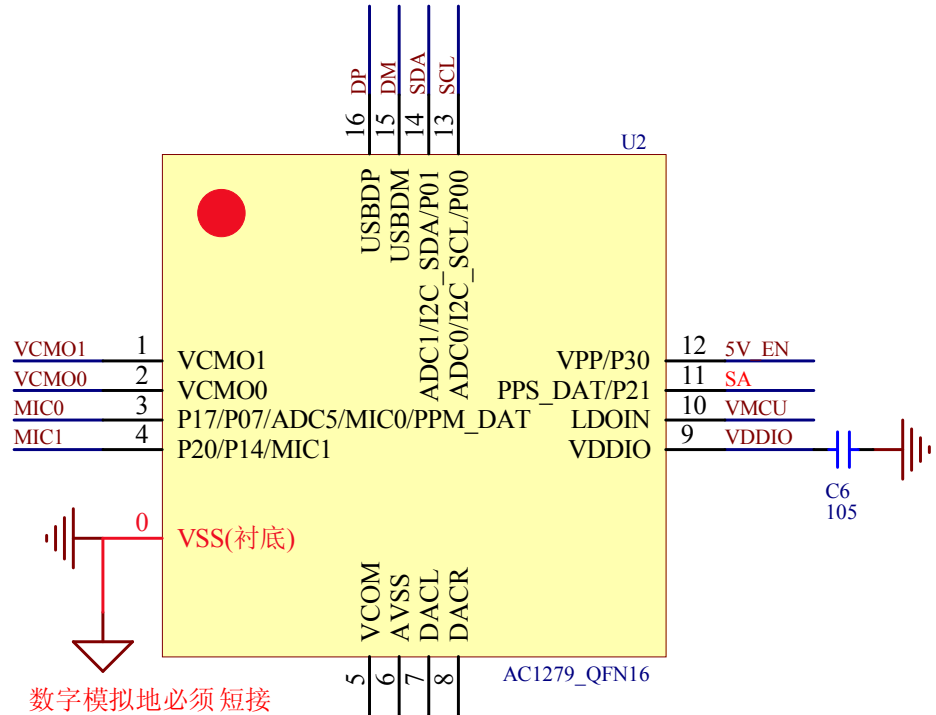 DP
DM
SDA
SCL
16
15
14
13
U2
USBDP
USBDM
ADC1/I2C_SDA/P01
ADC0/I2C_SCL/P00
VCMO1 1 VCMO1
VCMO0 2 VCMO0
MIC0 3 P17/P07/ADC5/MIC0/PPM_DAT
MIC1 4 P20/P14/MIC1
VPP/P30 12 5V_EN
PPS_DAT/P21 11 SA
LDOIN 10 VMCU
VDDIO 9 VDDIO
C6
105
0 VSS(衬底)
VCOM
AVSS
DACL
DACR
5
6
7
8
AC1279_QFN16
数字模拟地必须短接